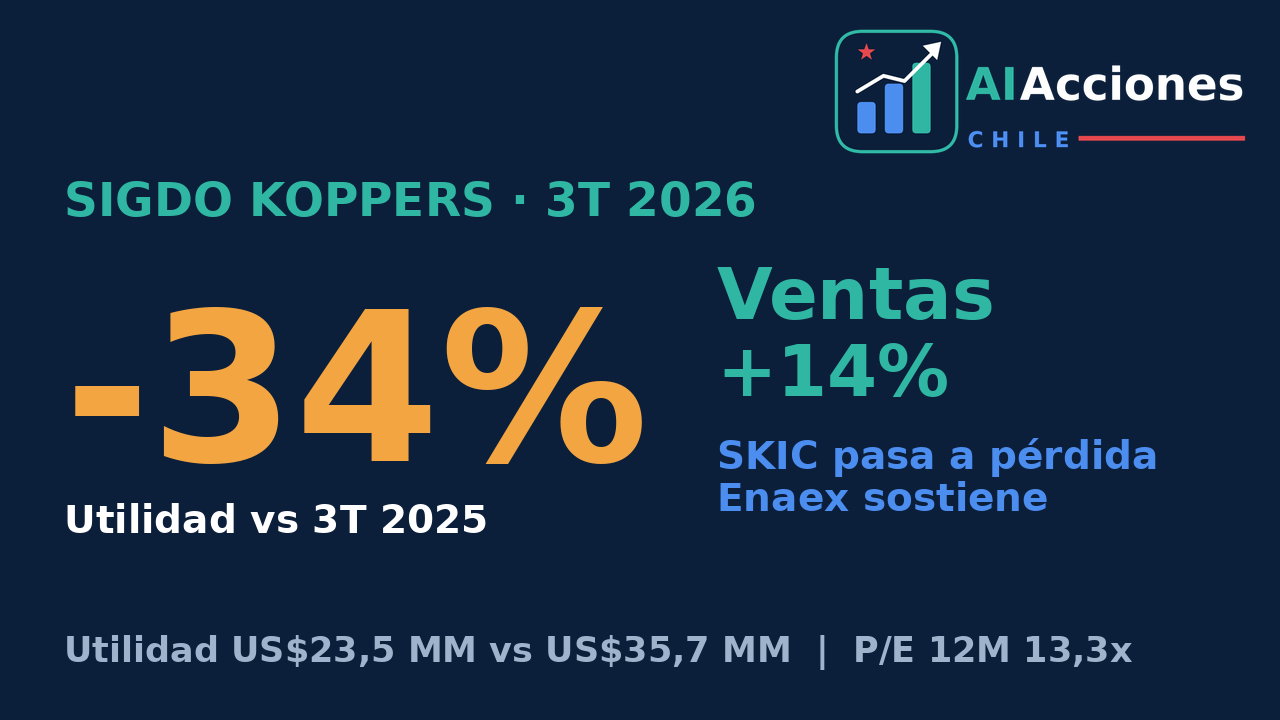 AIAcciones
CHILE
SIGDO KOPPERS · 3T 2026
-34%
Utilidad vs 3T 2025
Ventas
+14%
SKIC pasa a pérdida
Enaex sostiene
Utilidad US$23,5 MM vs US$35,7 MM | P/E 12M 13,3x